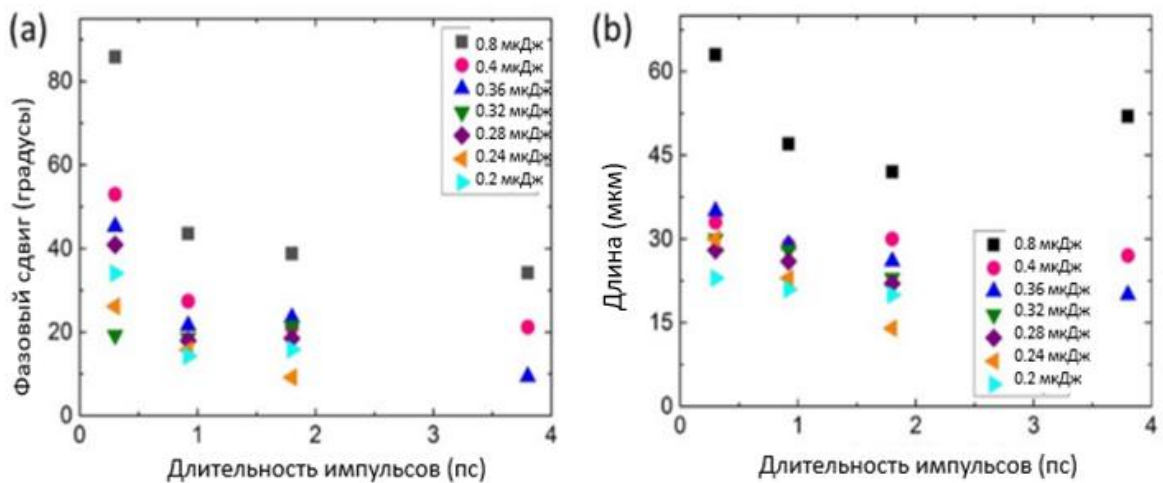 (a)
Фазовый сдвиг (градусы)
80
60
40
20
0
0 1 2 3 4
Длительность импульсов (пс)
0.8 мкДж
0.4 мкДж
0.36 мкДж
0.32 мкДж
0.28 мкДж
0.24 мкДж
0.2 мкДж
(b)
Длина (мкм)
60
45
30
15
0
0 1 2 3 4
Длительность импульсов (пс)
0.8 мкДж
0.4 мкДж
0.36 мкДж
0.32 мкДж
0.28 мкДж
0.24 мкДж
0.2 мкДж